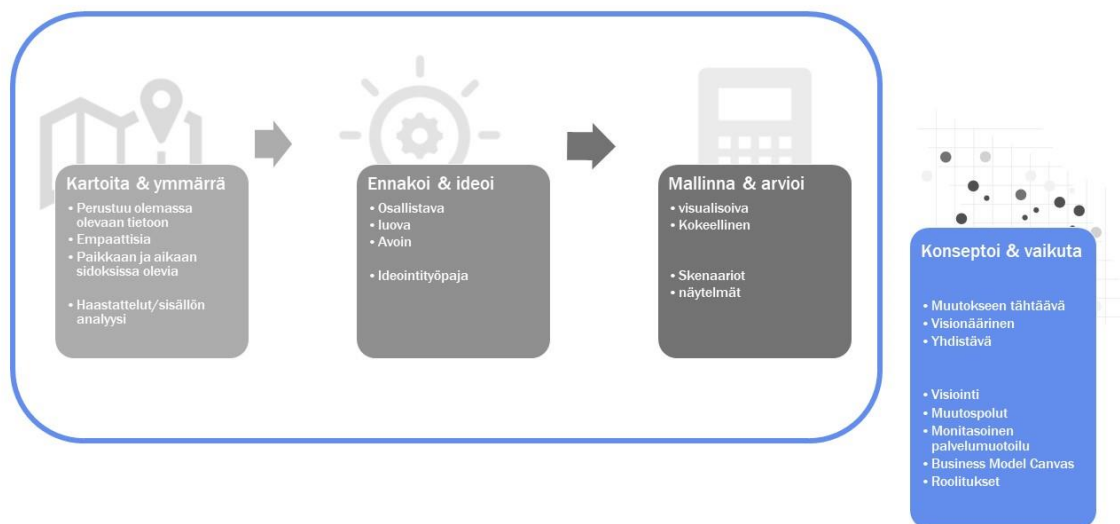 Kartoita & ymmärrä
• Perustuu olemassa
olevaan tietoon
• Empaattisia
• Paikkaan ja aikaan
sidoksissa olevia
• Haastattelut/sisällön
analyysi
Ennakoi & ideoi
• Osallistava
• luova
• Avoin
• Ideointityöpaja
Mallinna & arvioi
• visualisoiva
• Kokeellinen
• Skenaariot
• näytelmät
Konseptoi & vaikuta
• Muutokseen tähtäävä
• Visionäärinen
• Yhdistävä
• Visiointi
• Muutospolut
• Monitasoinen
palvelumuotoilu
• Business Model Canvas
• Roolitukset